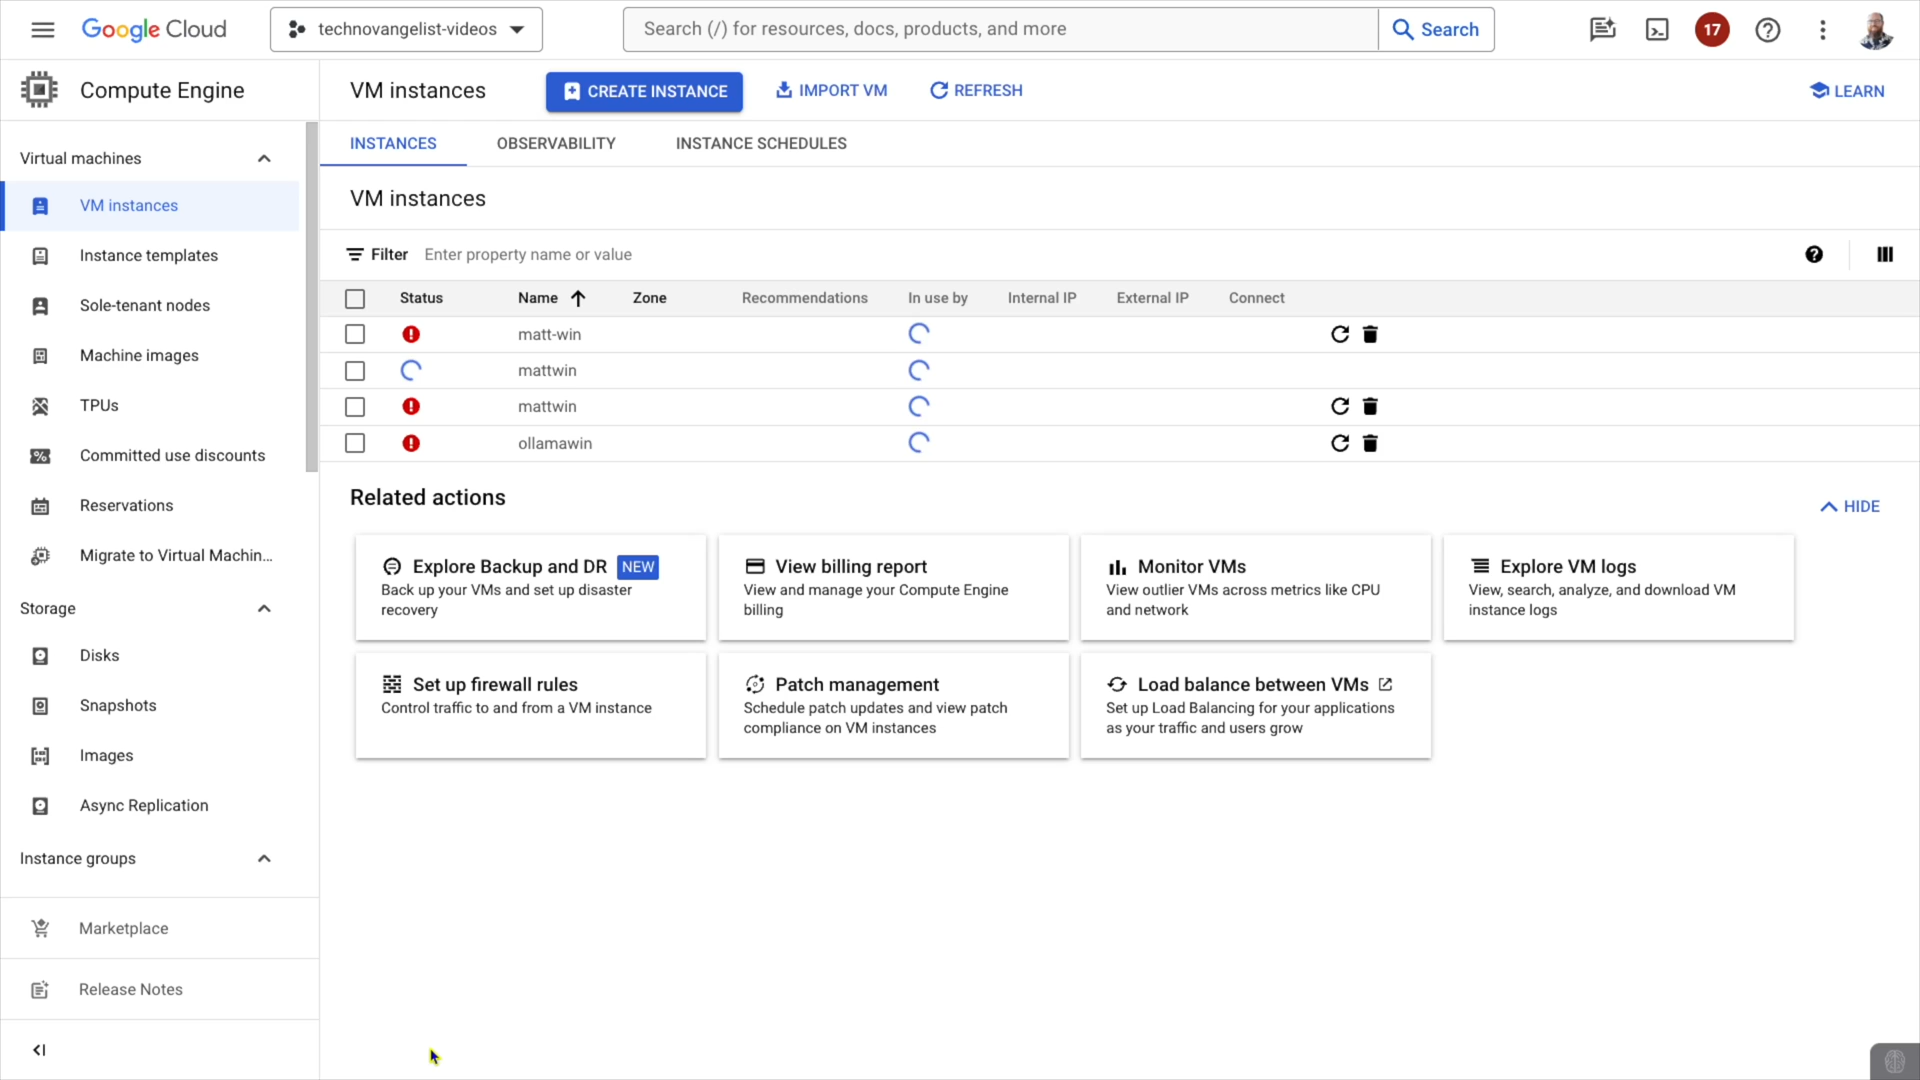 Google Cloud
technovangelist-videos
Search (/) for resources, docs, products, and more
Search
17
Compute Engine
VM instances
CREATE INSTANCE
IMPORT VM
REFRESH
LEARN
Virtual machines
VM instances
Instance templates
Sole-tenant nodes
Machine images
TPUs
Committed use discounts
Reservations
Migrate to Virtual Machin...
Storage
Disks
Snapshots
Images
Async Replication
Instance groups
Marketplace
Release Notes
INSTANCES
OBSERVABILITY
INSTANCE SCHEDULES
VM instances
Filter
Enter property name or value
Status
Name
Zone
Recommendations
In use by
Internal IP
External IP
Connect
matt-win
mattwin
mattwin
ollamawin
Related actions
HIDE
Explore Backup and DR NEW
Back up your VMs and set up disaster
recovery
View billing report
View and manage your Compute Engine
billing
Monitor VMs
View outlier VMs across metrics like CPU
and network
Explore VM logs
View, search, analyze, and download VM
instance logs
Set up firewall rules
Control traffic to and from a VM instance
Patch management
Schedule patch updates and view patch
compliance on VM instances
Load balance between VMs
Set up Load Balancing for your applications
as your traffic and users grow